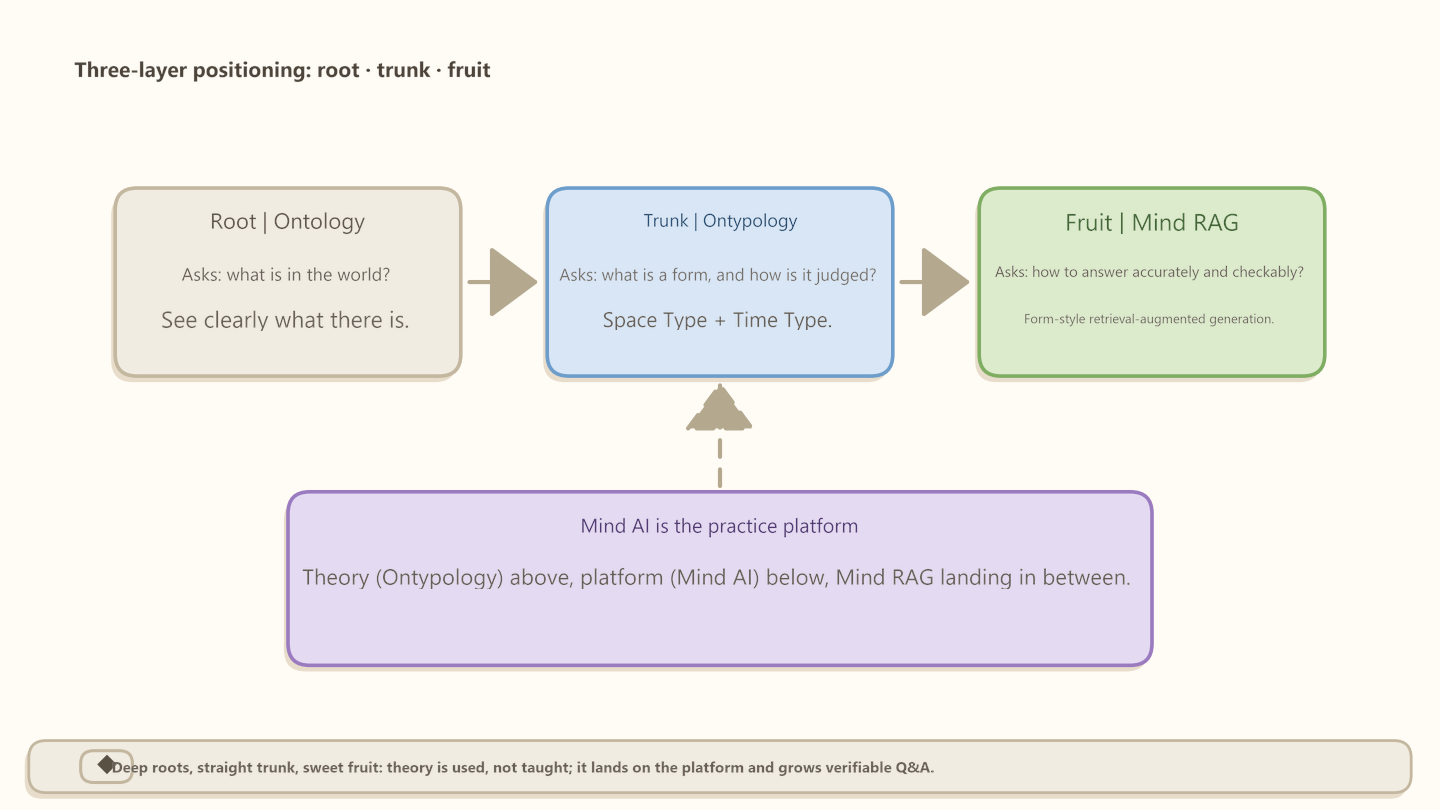 Three-layer positioning: root · trunk · fruit
Root | Ontology
Asks: what is in the world?
See clearly what there is.
Trunk | Ontypology
Asks: what is a form, and how is it judged?
Space Type + Time Type.
Fruit | Mind RAG
Asks: how to answer accurately and checkably?
Form-style retrieval-augmented generation.
Mind AI is the practice platform
Theory (Ontypology) above, platform (Mind AI) below, Mind RAG landing in between.
◆Deep roots, straight trunk, sweet fruit: theory is used, not taught; it lands on the platform and grows verifiable Q&A.